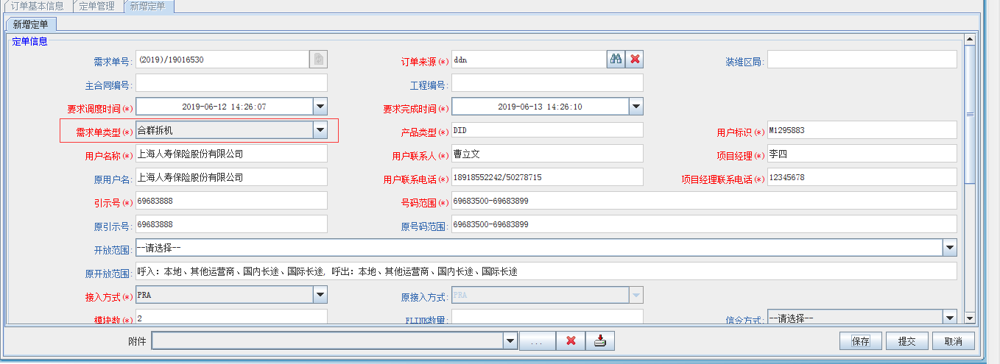 订单基本信息 定单管理 新增定单
新增定单
定单信息
需求单号: (2019)/19016530 订单来源(*) ddn 装维区局:
主合同编号: 工程编号:
要求调度时间(*) 2019-06-12 14:26:07 要求完成时间(*) 2019-06-13 14:26:10
需求单类型(*) 合群拆机 产品类型(*) DID 用户标识(*) M1295883
用户名称(*) 上海人寿保险股份有限公司 用户联系人(*) 曹立文 项目经理(*) 李四
原用户名: 上海人寿保险股份有限公司 用户联系电话(*) 18918552242/50278715 项目经理联系电话(*) 12345678
引示号(*) 69683888 号码范围(*) 69683500-69683899
原引示号: 69683888 原号码范围: 69683500-69683899
开放范围: --请选择--
原开放范围: 呼入: 本地、其他运营商、国内长途、国际长途, 呼出: 本地、其他运营商、国内长途、国际长途
接入方式(*) PRA 原接入方式: PRA
模块数(*) 2 FLINK数量: 信令方式: --请选择--
附件 ... 保存 提交 取消